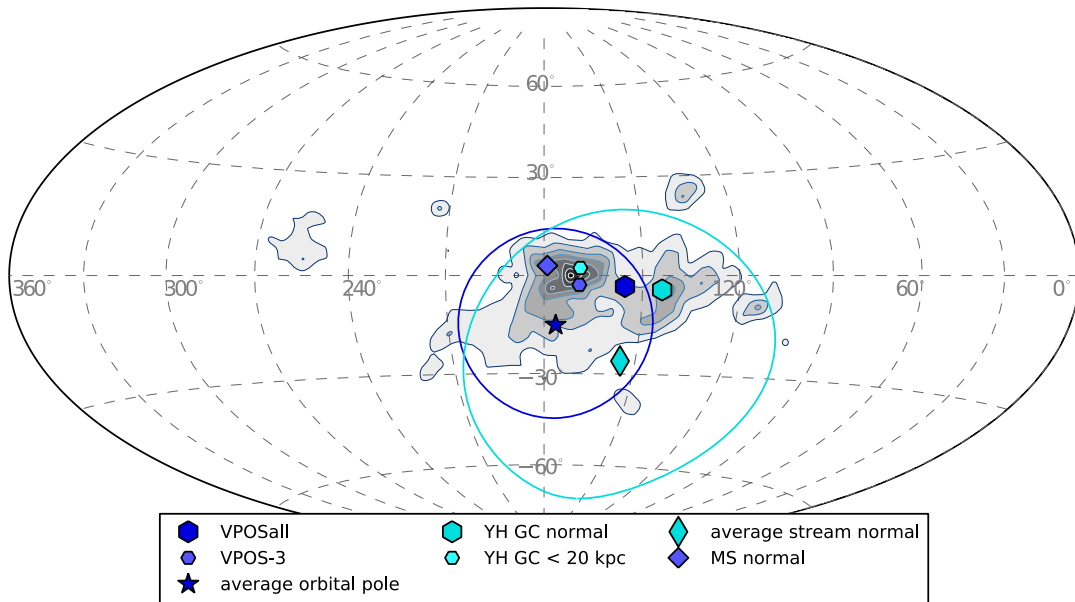 60°
30°
360° 300° 240° 120° 60° 0°
−30°
−60°
VPOSall YH GC normal average stream normal
VPOS-3 YH GC < 20 kpc MS normal
average orbital pole